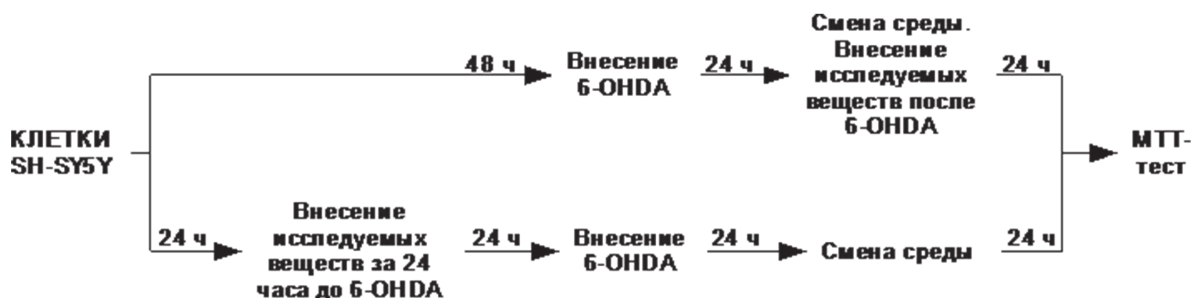 КЛЕТКИ
SH-SY5Y
48 ч
Внесение
6-OHDA
24 ч
Смена среды.
Внесение
исследуемых
веществ после
6-OHDA
24 ч
24 ч
Внесение
исследуемых
веществ за 24
часа до 6-OHDA
24 ч
Внесение
6-OHDA
24 ч
Смена среды
24 ч
МТТ-
тест